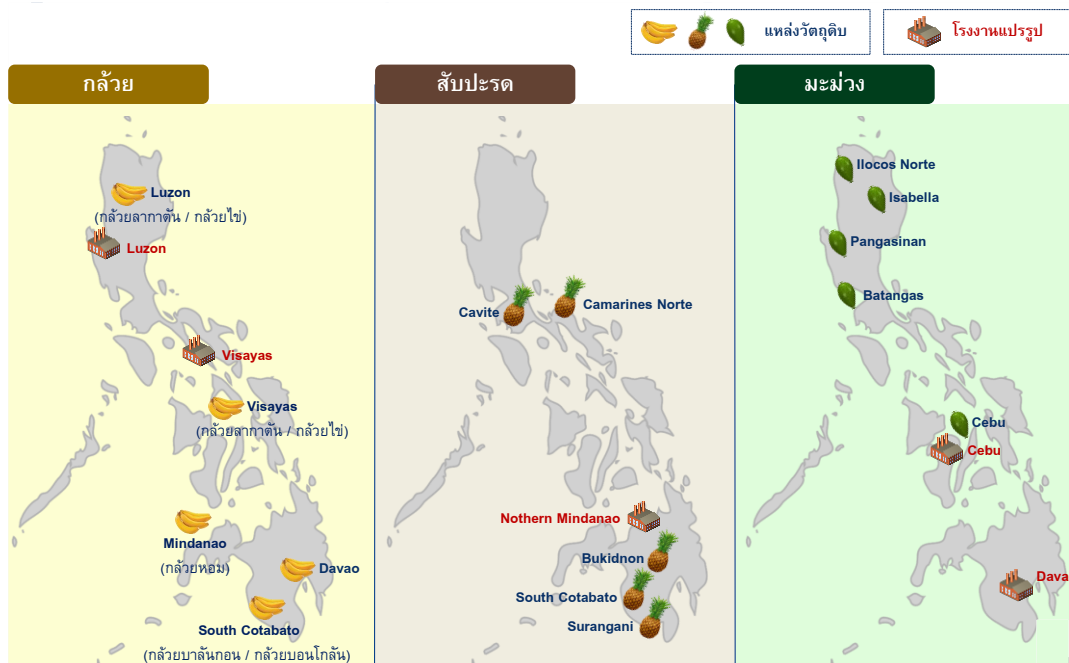 แหล่งวัตถุดิบ
โรงงานแปรรูป
กล้วย
Luzon
(กล้วยลากาตัน / กล้วยไข่)
Luzon
Visayas
Visayas
(กล้วยลากาตัน / กล้วยไข่)
Mindanao
(กล้วยหอม)
Davao
South Cotabato
(กล้วยบาลันกอน / กล้วยบอนโกลัน)
สับปะรด
Cavite
Camarines Norte
Nothern Mindanao
Bukidnon
South Cotabato
Surangani
มะม่วง
Ilocos Norte
Isabella
Pangasinan
Batangas
Cebu
Cebu
Dava